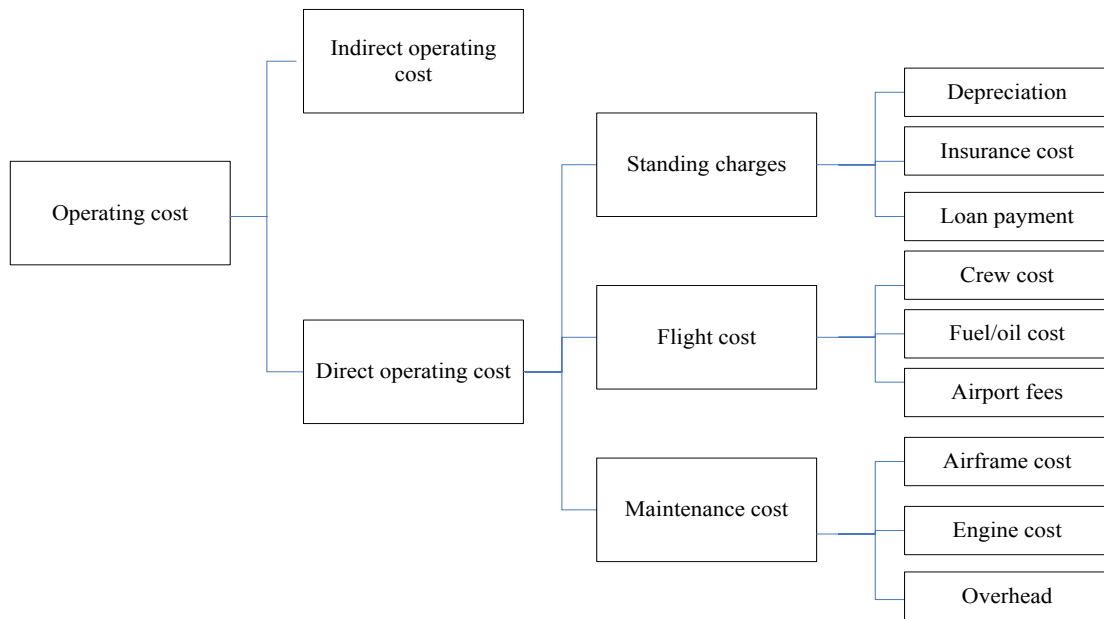 Operating cost
Indirect operating
cost
Direct operating cost
Standing charges
Flight cost
Maintenance cost
Depreciation
Insurance cost
Loan payment
Crew cost
Fuel/oil cost
Airport fees
Airframe cost
Engine cost
Overhead